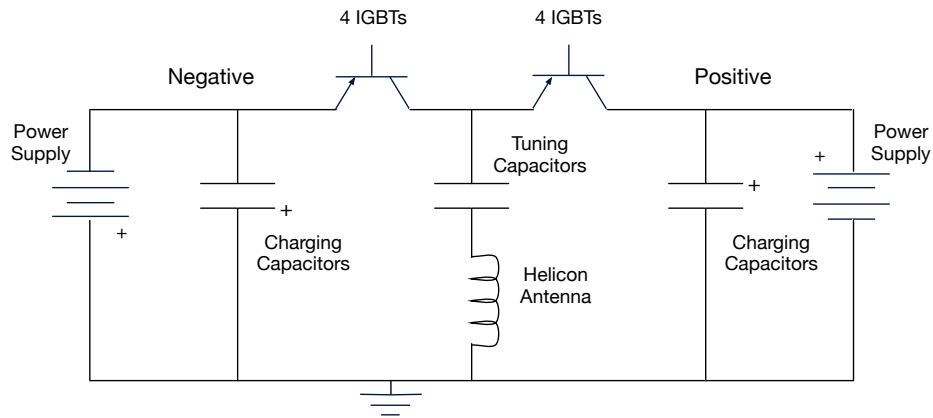 4 IGBTs
4 IGBTs
Negative
Positive
Power
Supply
+
Charging
Capacitors
+
Tuning
Capacitors
Helicon
Antenna
+
Charging
Capacitors
+
Power
Supply